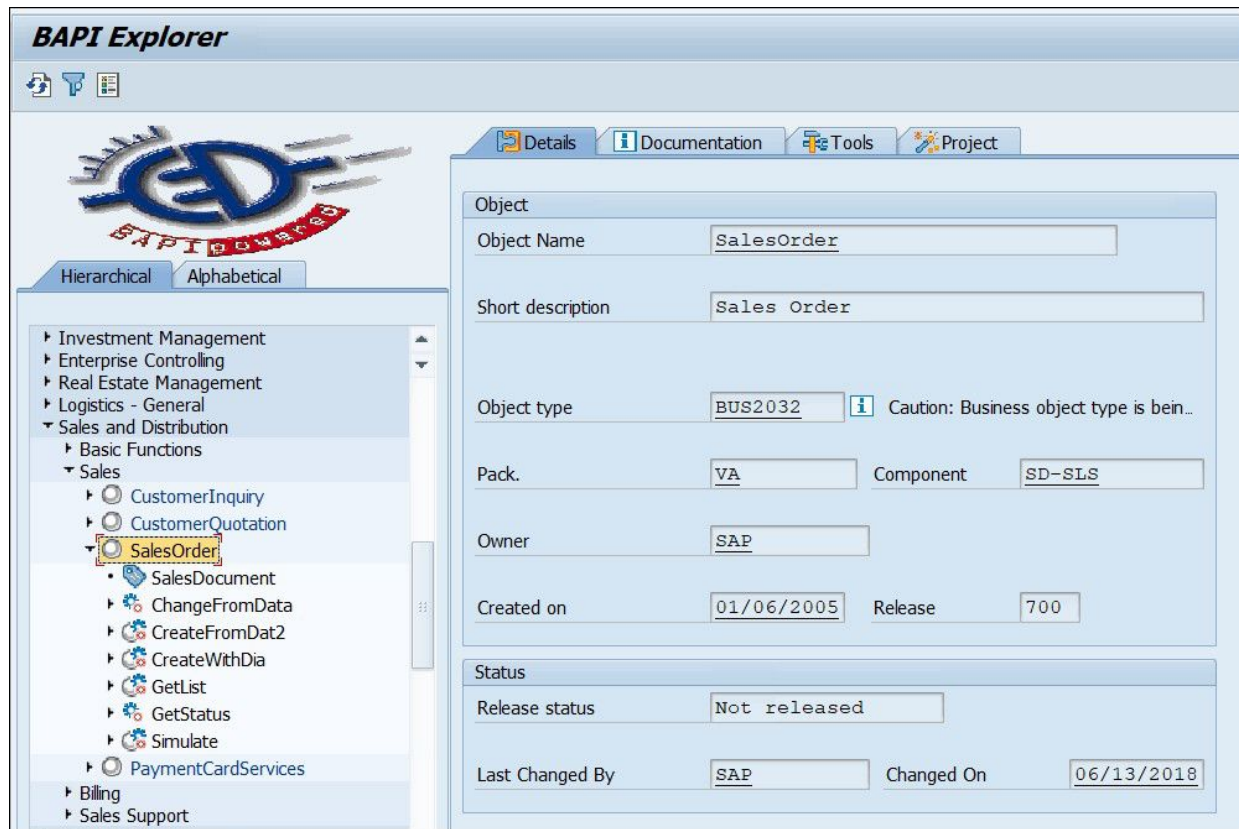 BAPI Explorer
BAPI powered
Hierarchical Alphabetical
Investment Management
Enterprise Controlling
Real Estate Management
Logistics - General
Sales and Distribution
Basic Functions
Sales
CustomerInquiry
CustomerQuotation
SalesOrder
SalesDocument
ChangeFromData
CreateFromDat2
CreateWithDia
GetList
GetStatus
Simulate
PaymentCardServices
Billing
Sales Support
Details Documentation Tools Project
Object
Object Name SalesOrder
Short description Sales Order
Object type BUS2032 Caution: Business object type is bein...
Pack. VA Component SD-SLS
Owner SAP
Created on 01/06/2005 Release 700
Status
Release status Not released
Last Changed By SAP Changed On 06/13/2018